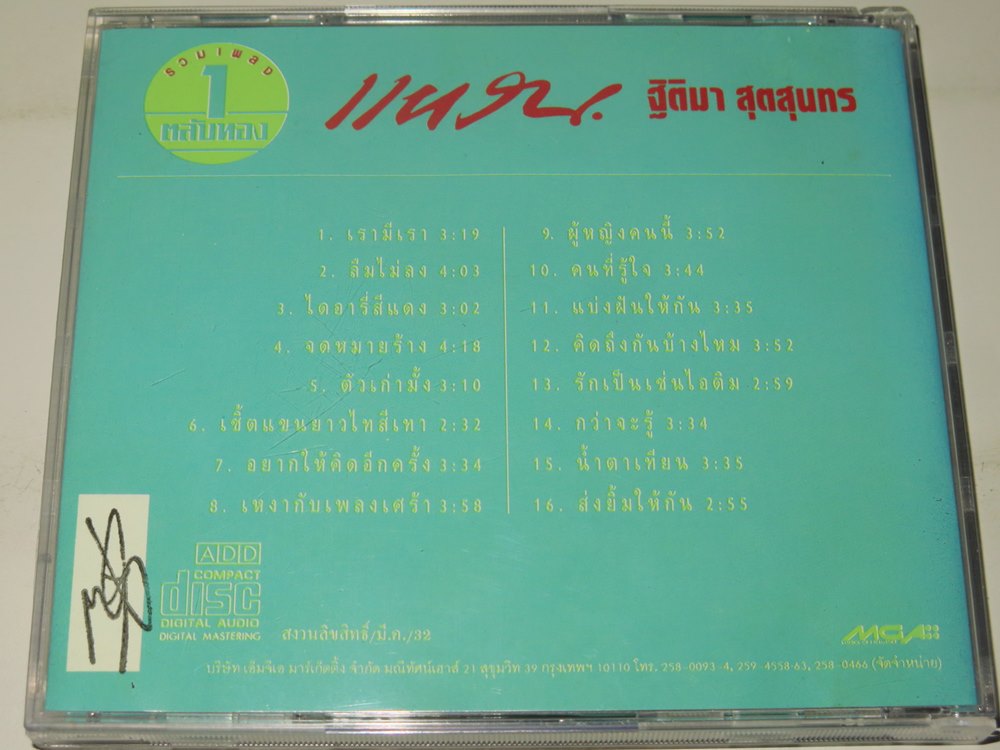 รวมเพลง
1
ตลับทอง
แหวน. ฐิติมา สุตสุนทร
1. เรามีเรา 3:19
2. ลืมไม่ลง 4:03
3. ไดอารี่สีแดง 3:02
4. จดหมายร้าง 4:18
5. ตัวเก่ามั้ง 3:10
6. เชิ้ตแขนยาวไทสีเทา 2:32
7. อยากให้คิดอีกครั้ง 3:34
8. เหงากับเพลงเศร้า 3:58
9. ผู้หญิงคนนี้ 3:52
10. คนที่รู้ใจ 3:44
11. แบ่งฝันให้กัน 3:35
12. คิดถึงกันบ้างไหม 3:52
13. รักเป็นเช่นไอติม 2:59
14. กว่าจะรู้ 3:34
15. น้ำตาเทียน 3:35
16. ส่งยิ้มให้กัน 2:55
ADD
COMPACT
disc
DIGITAL AUDIO
DIGITAL MASTERING
สงวนลิขสิทธิ์/มี.ค./32
MGA
บริษัท เอ็มจีเอ มาร์เก็ตติ้ง จำกัด มณีทัศน์เฮาส์ 21 สุขุมวิท 39 กรุงเทพฯ 10110 โทร. 258-0093-4, 259-4558-63, 258-0466 (จัดจำหน่าย)